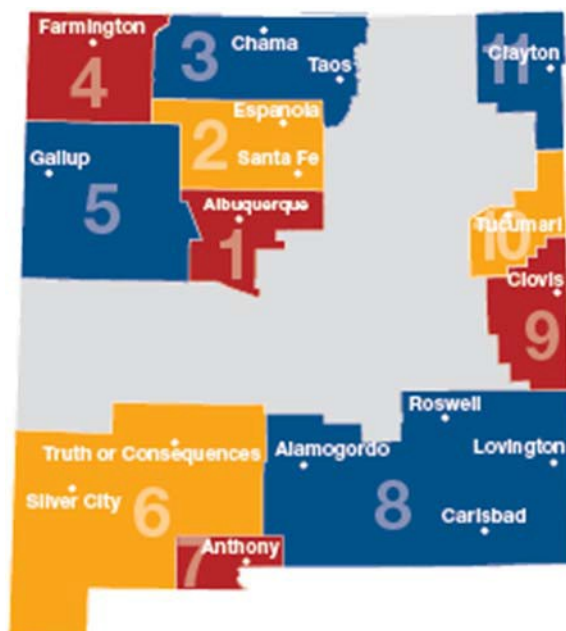 Farmington
4
3
Chama
Taos
11
Clayton
2
Espanola
Santa Fe
Gallup
5
Albuquerque
1
10
Tucumari
Clovis
9
Roswell
Lovington
Alamogordo
8
Carlsbad
Truth or Consequences
Silver City
6
7
Anthony